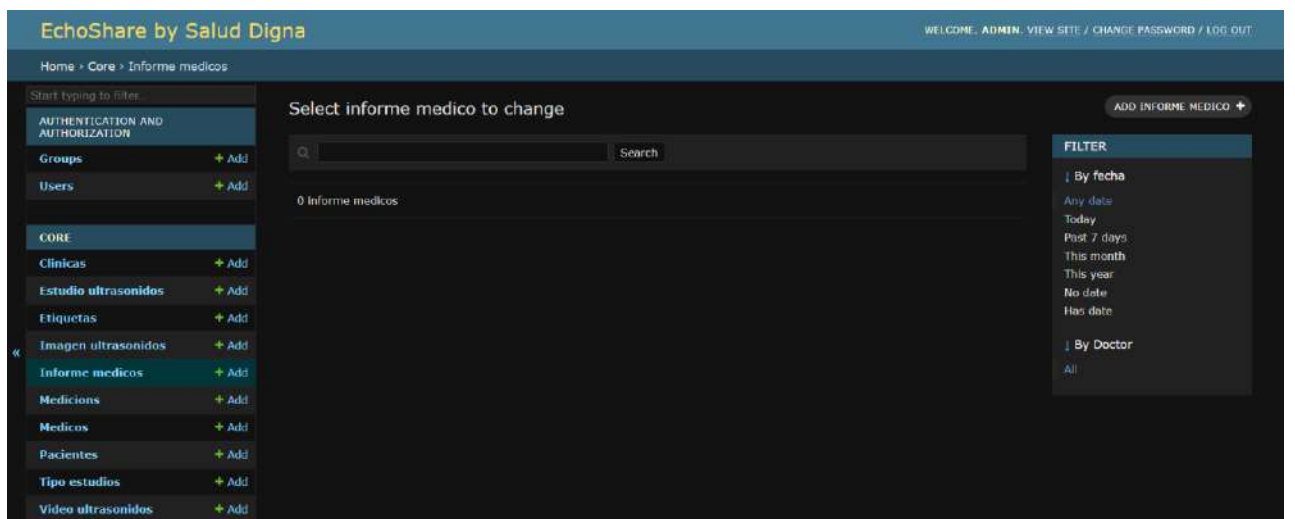 EchoShare by Salud Digna
WELCOME, ADMIN. VIEW SITE / CHANGE PASSWORD / LOG OUT
Home › Core › Informe medicos
Start typing to filter...
AUTHENTICATION AND
AUTHORIZATION
Groups + Add
Users + Add
CORE
Clinicas + Add
Estudio ultrasonidos + Add
Etiquetas + Add
Imagen ultrasonidos + Add
«
Informe medicos + Add
Medicions + Add
Medicos + Add
Pacientes + Add
Tipo estudios + Add
Video ultrasonidos + Add
Select informe medico to change
ADD INFORME MEDICO +
Search
0 informe medicos
FILTER
↓ By fecha
Any date
Today
Past 7 days
This month
This year
No date
Has date
↓ By Doctor
All